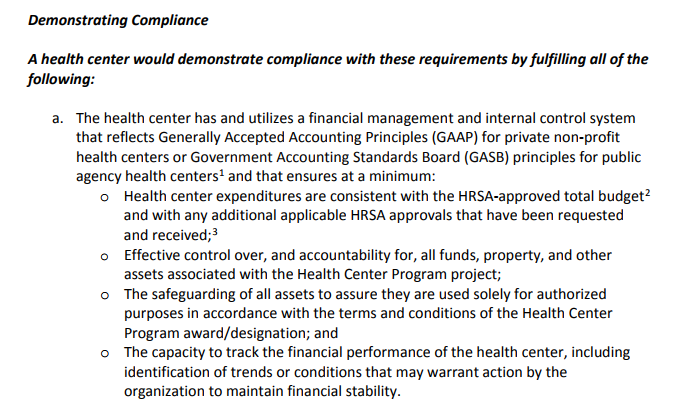 Demonstrating Compliance
A health center would demonstrate compliance with these requirements by fulfilling all of the
following:
a. The health center has and utilizes a financial management and internal control system
that reflects Generally Accepted Accounting Principles (GAAP) for private non-profit
health centers or Government Accounting Standards Board (GASB) principles for public
agency health centers¹ and that ensures at a minimum:
o Health center expenditures are consistent with the HRSA-approved total budget²
and with any additional applicable HRSA approvals that have been requested
and received;³
o Effective control over, and accountability for, all funds, property, and other
assets associated with the Health Center Program project;
o The safeguarding of all assets to assure they are used solely for authorized
purposes in accordance with the terms and conditions of the Health Center
Program award/designation; and
o The capacity to track the financial performance of the health center, including
identification of trends or conditions that may warrant action by the
organization to maintain financial stability.